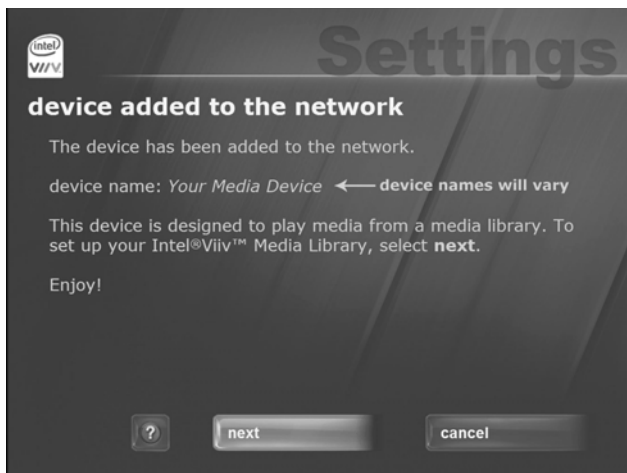 intel
VIIV
Settings
device added to the network
The device has been added to the network.
device name: Your Media Device ← device names will vary
This device is designed to play media from a media library. To
set up your Intel®Viiv™ Media Library, select next.
Enjoy!
?
next
cancel